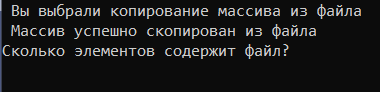 Вы выбрали копирование массива из файла
Массив успешно скопирован из файла
Сколько элементов содержит файл?